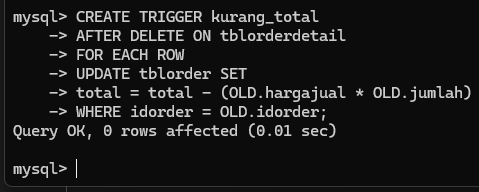 mysql> CREATE TRIGGER kurang_total
    -> AFTER DELETE ON tblorderdetail
    -> FOR EACH ROW
    -> UPDATE tblorder SET
    -> total = total - (OLD.hargajual * OLD.jumlah)
    -> WHERE idorder = OLD.idorder;
Query OK, 0 rows affected (0.01 sec)
mysql>